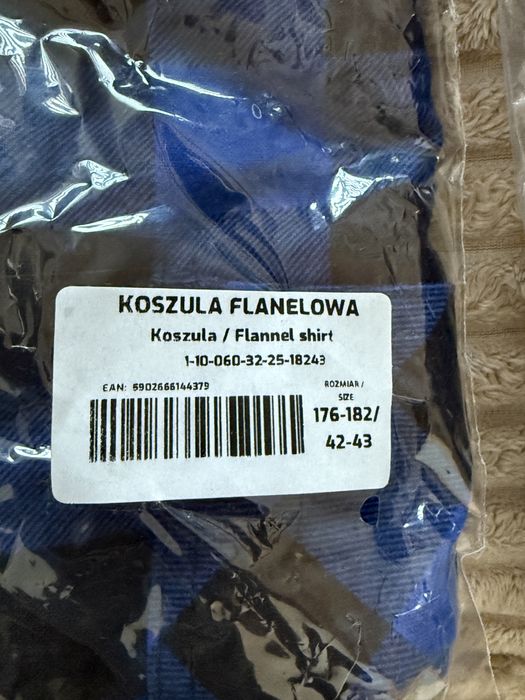 KOSZULA FLANELOWA
Koszula / Flannel shirt
1-10-060-32-25-18243
EAN: 5902666144379
ROZMIAR /
SIZE
176-182/
42-43